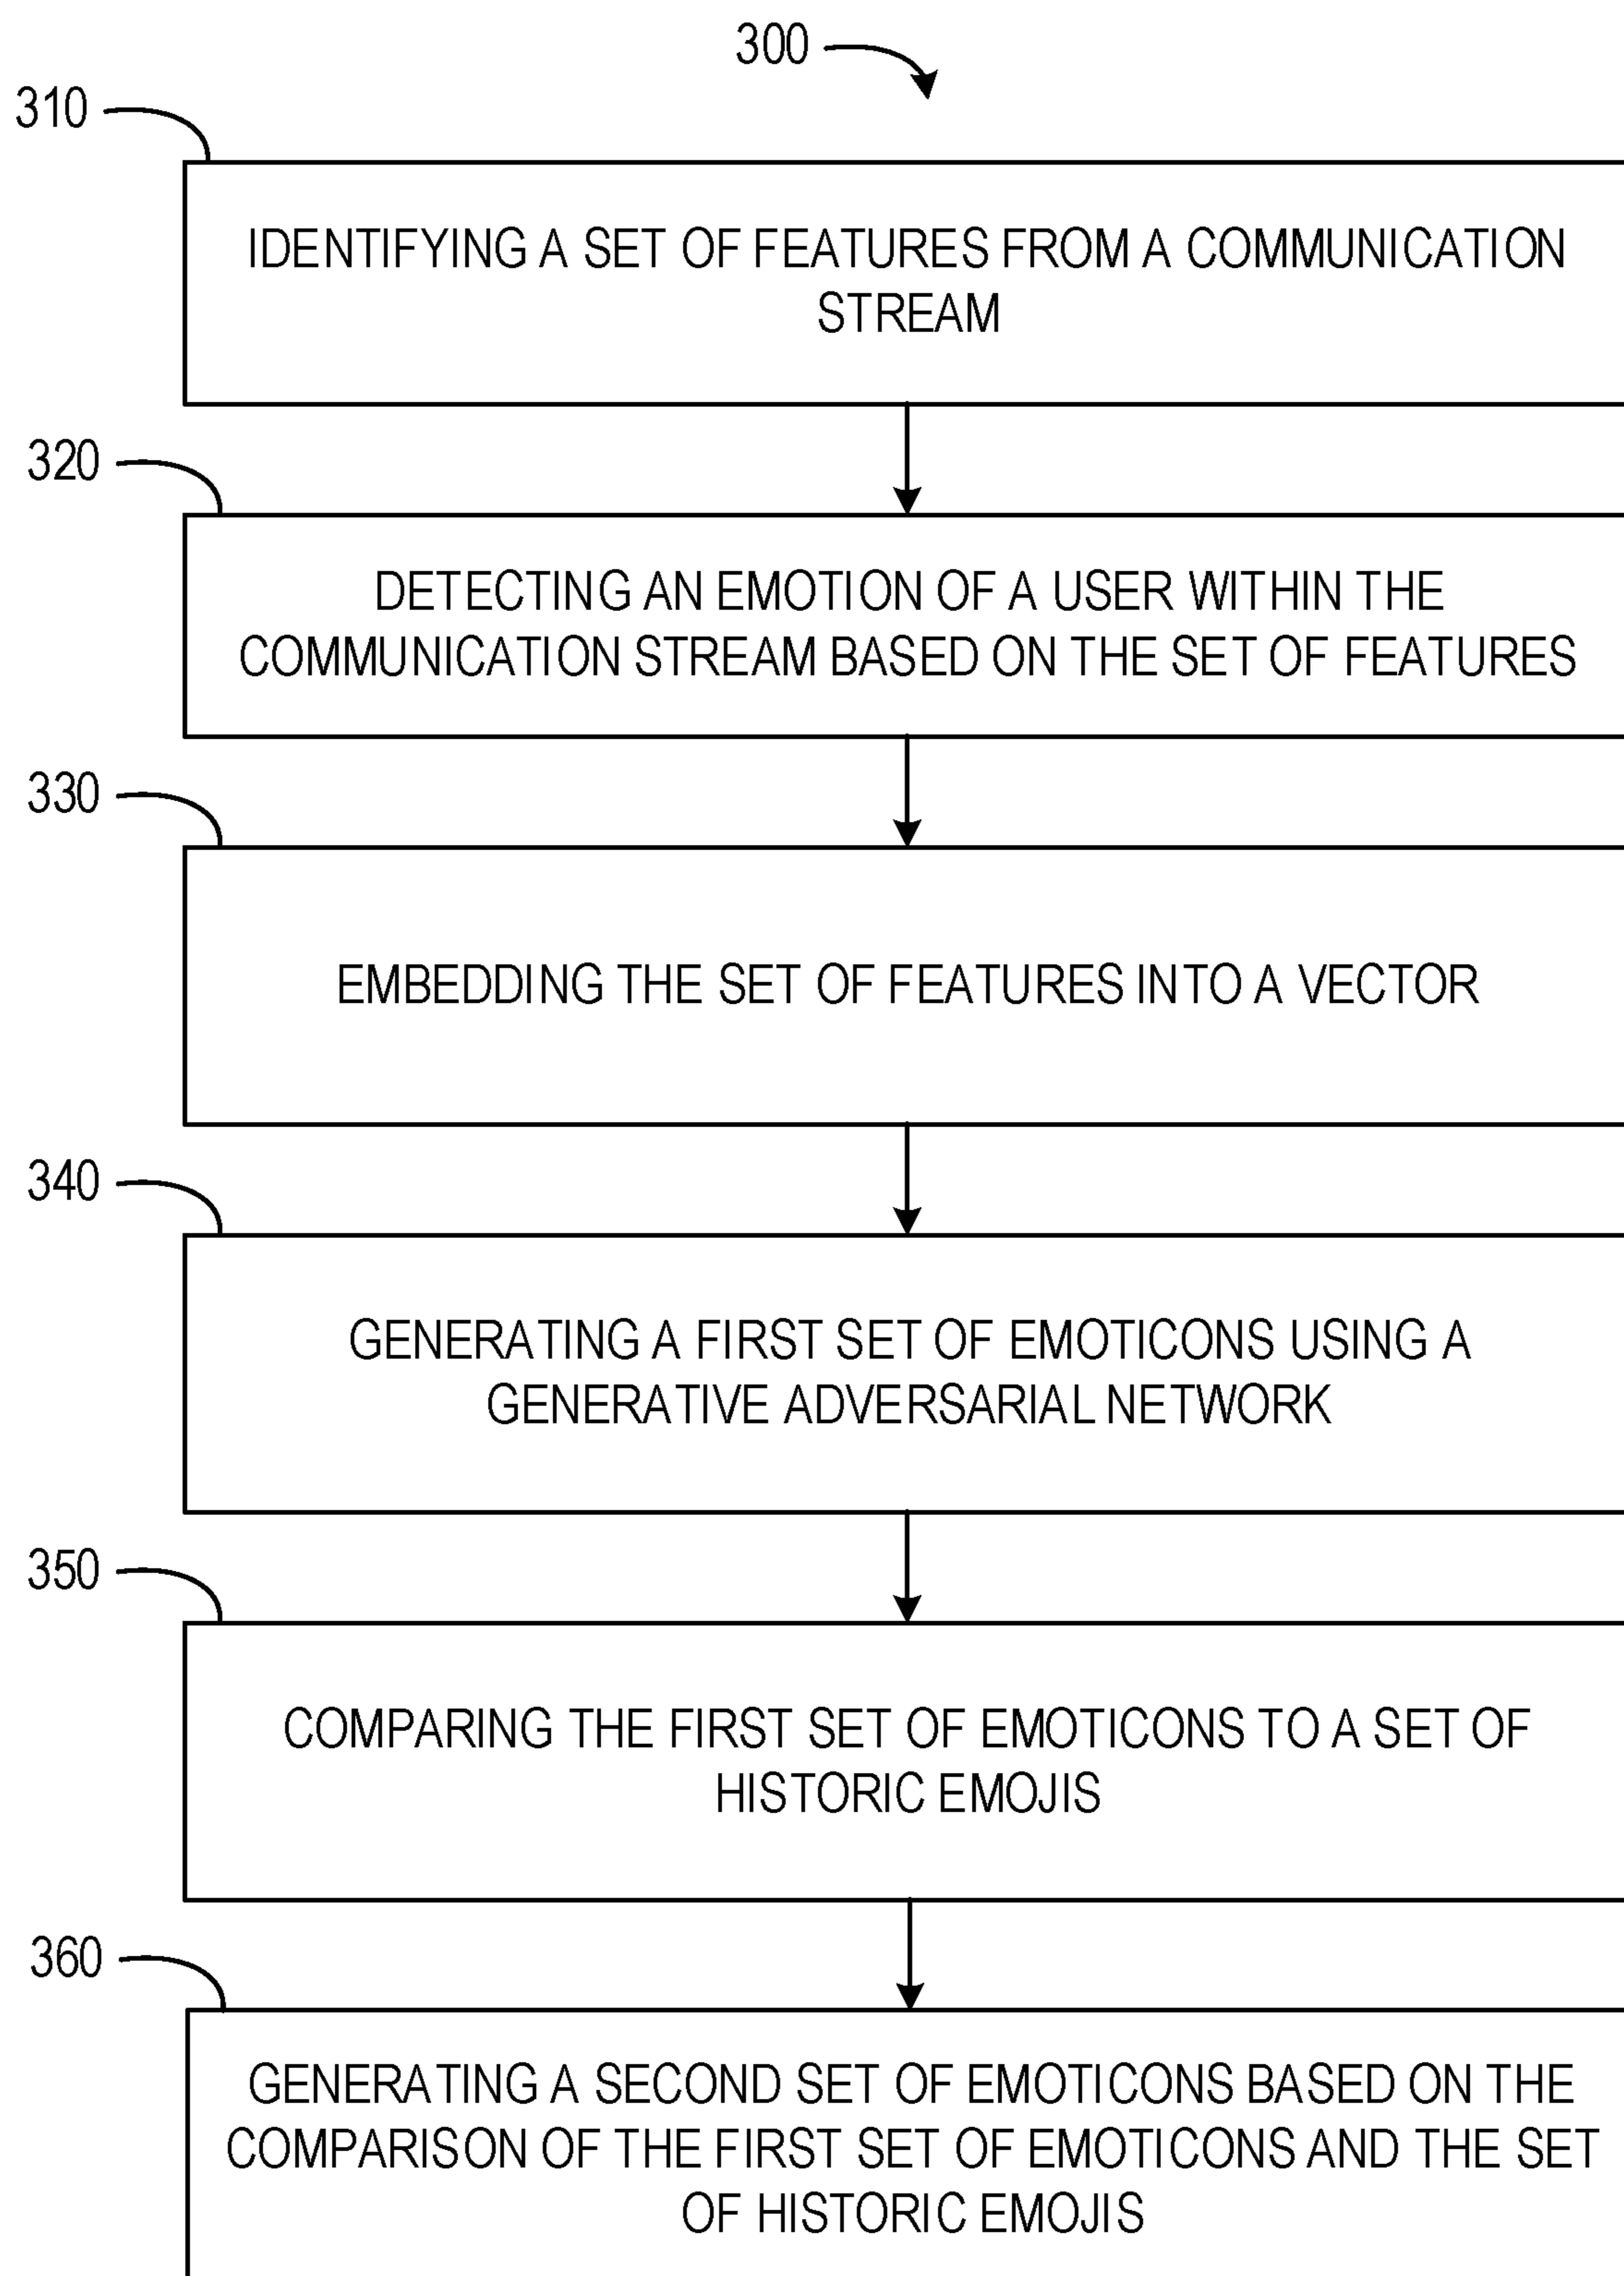 300
310
IDENTIFYING A SET OF FEATURES FROM A COMMUNICATION
STREAM
320
DETECTING AN EMOTION OF A USER WITHIN THE
COMMUNICATION STREAM BASED ON THE SET OF FEATURES
330
EMBEDDING THE SET OF FEATURES INTO A VECTOR
340
GENERATING A FIRST SET OF EMOTICONS USING A
GENERATIVE ADVERSARIAL NETWORK
350
COMPARING THE FIRST SET OF EMOTICONS TO A SET OF
HISTORIC EMOJIS
360
GENERATING A SECOND SET OF EMOTICONS BASED ON THE
COMPARISON OF THE FIRST SET OF EMOTICONS AND THE SET
OF HISTORIC EMOJIS